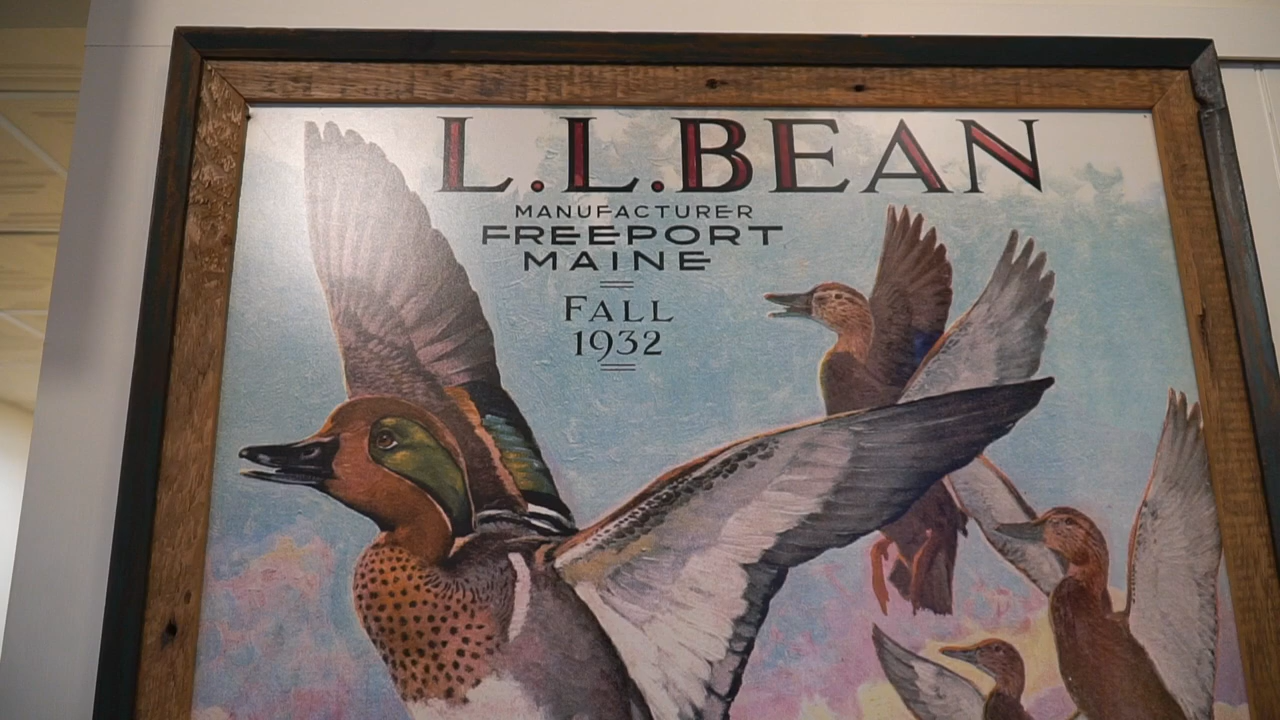 L.L.BEAN
MANUFACTURER
FREEPORT
MAINE
FALL
1932